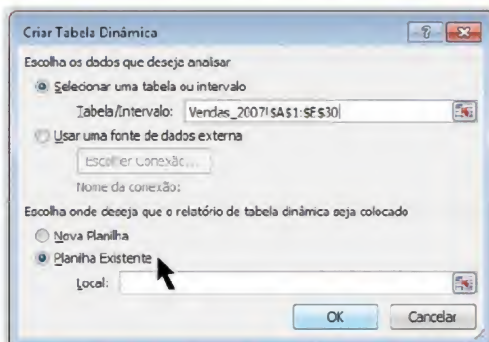 Criar Tabela Dinâmica
Escolha os dados que deseja analisar
Selecionar uma tabela ou intervalo
Tabela/Intervalo: Vendas_2007!$A$1:$E$30
Usar uma fonte de dados externa
Escolher Conexão...
Nome da conexão:
Escolha onde deseja que o relatório de tabela dinâmica seja colocado
Nova Planilha
Planilha Existente
Local:
OK Cancelar